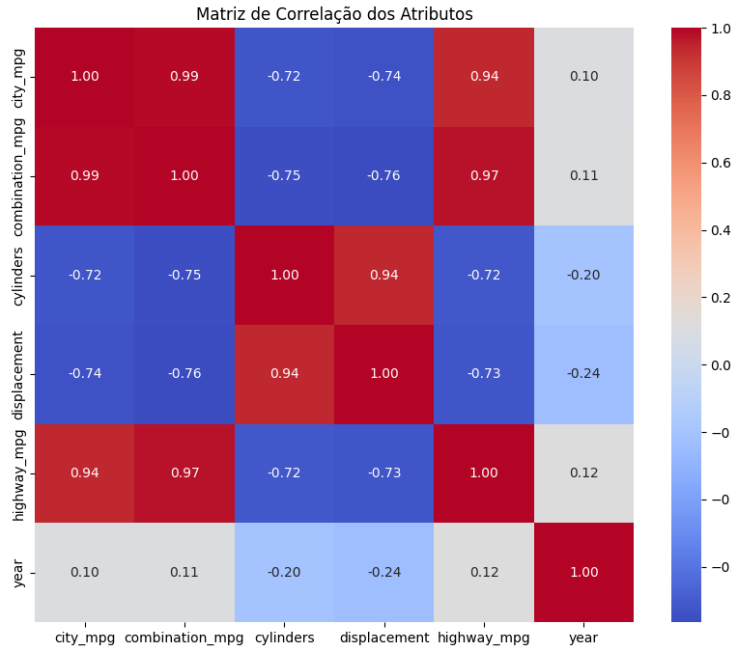 Matriz de Correlação dos Atributos
city_mpg 1.00 0.99 -0.72 -0.74 0.94 0.10
combination_mpg 0.99 1.00 -0.75 -0.76 0.97 0.11
cylinders -0.72 -0.75 1.00 0.94 -0.72 -0.20
displacement -0.74 -0.76 0.94 1.00 -0.73 -0.24
highway_mpg 0.94 0.97 -0.72 -0.73 1.00 0.12
year 0.10 0.11 -0.20 -0.24 0.12 1.00
city_mpg combination_mpg cylinders displacement highway_mpg year
1.0
0.8
0.6
0.4
0.2
0.0
−0
−0
−0